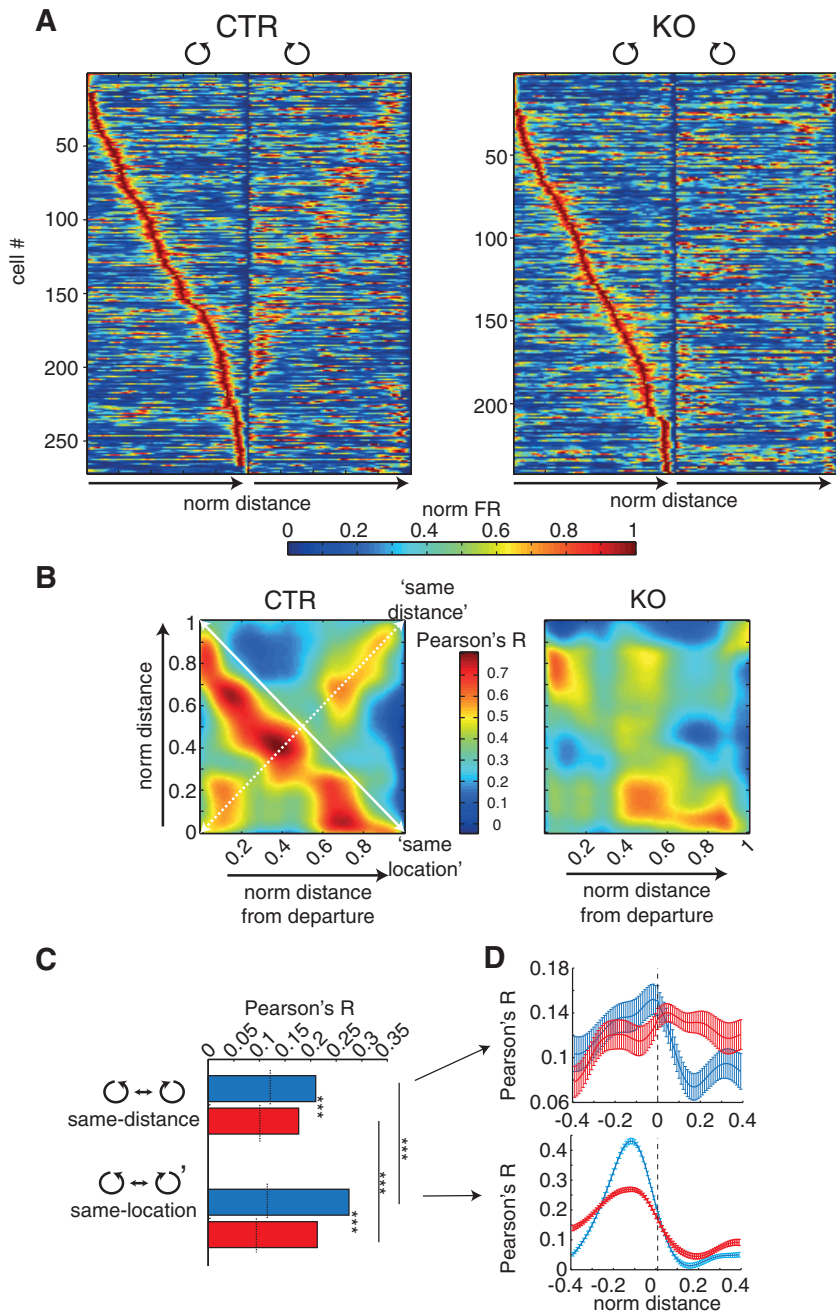 A
CTR
KO
50
100
150
200
250
cell #
50
100
150
200
norm distance
norm distance
norm FR
0 0.2 0.4 0.6 0.8 1
B
CTR
'same
distance'
KO
Pearson's R
0.7
0.6
0.5
0.4
0.3
0.2
0.1
0
1
0.8
0.6
0.4
0.2
0
norm distance
0.2 0.4 0.6 0.8
'same
location'
norm distance
from departure
0.2 0.4 0.6 0.8 1
norm distance
from departure
C
Pearson's R
0 0.05 0.1 0.15 0.2 0.25 0.3 0.35
same-distance
***
'
same-location
***
***
***
D
Pearson's R
0.18
0.14
0.1
0.06
-0.4 -0.2 0 0.2 0.4
Pearson's R
0.5
0.4
0.3
0.2
0.1
0
-0.4 -0.2 0 0.2 0.4
norm distance